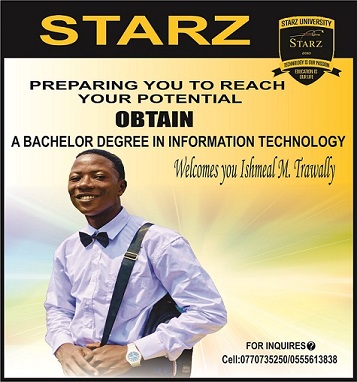 STARZ
STARZ UNIVERSITY
STARZ
TECHNOLOGY IS OUR PASSION
EDUCATION IS
OUR LIFE
PREPARING YOU TO REACH
YOUR POTENTIAL
OBTAIN
A BACHELOR DEGREE IN INFORMATION TECHNOLOGY
Welcomes you Ishmeal M. Trawally
FOR INQUIRES?
Cell:0770735250/0555613838